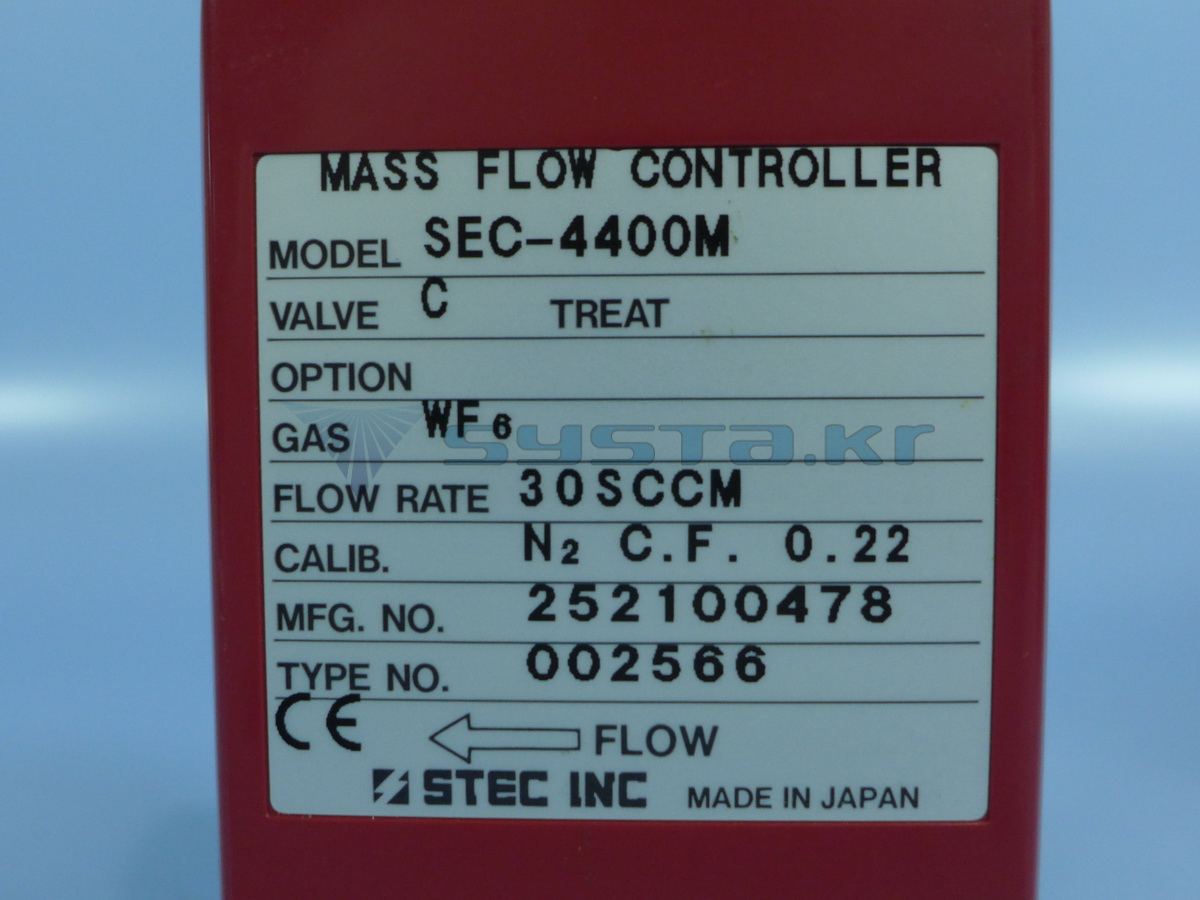 MASS FLOW CONTROLLER
MODEL SEC-4400M
VALVE C TREAT
OPTION
GAS WF6
systa.kr
FLOW RATE 30SCCM
CALIB. N2 C.F. 0.22
MFG. NO. 252100478
TYPE NO. 002566
CE FLOW
STEC INC MADE IN JAPAN